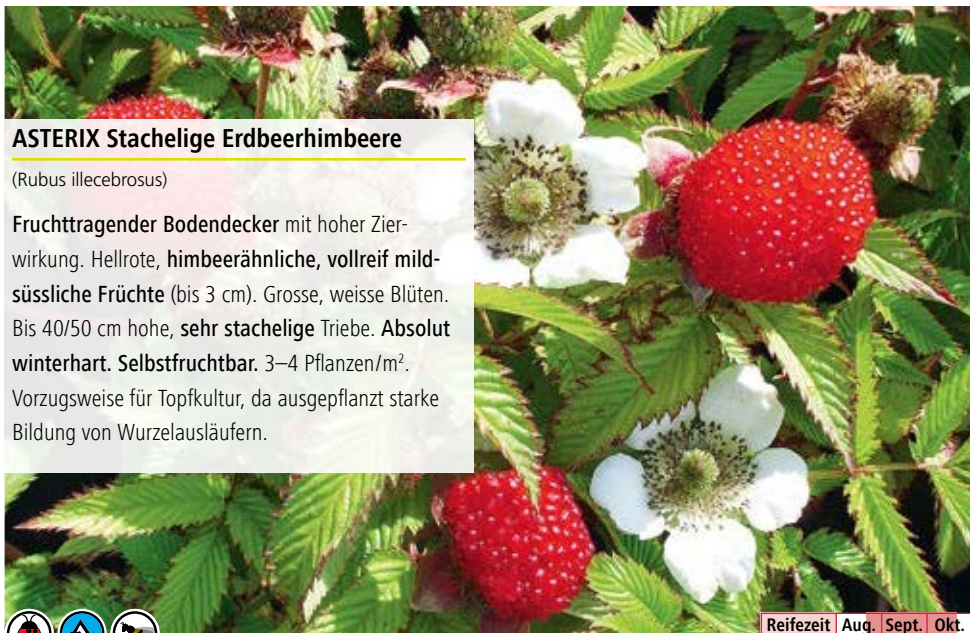 ASTERIX Stachelige Erdbeerhimbeere
(Rubus illecebrosus)
Fruchttragender Bodendecker mit hoher Zier-
wirkung. Hellrote, himbeerähnliche, vollreif mild-
süssliche Früchte (bis 3 cm). Grosse, weisse Blüten.
Bis 40/50 cm hohe, sehr stachelige Triebe. Absolut
winterhart. Selbstfruchtbar. 3–4 Pflanzen/m².
Vorzugsweise für Topfkultur, da ausgepflanzt starke
Bildung von Wurzelausläufern.
Reifezeit Aug. Sept. Okt.